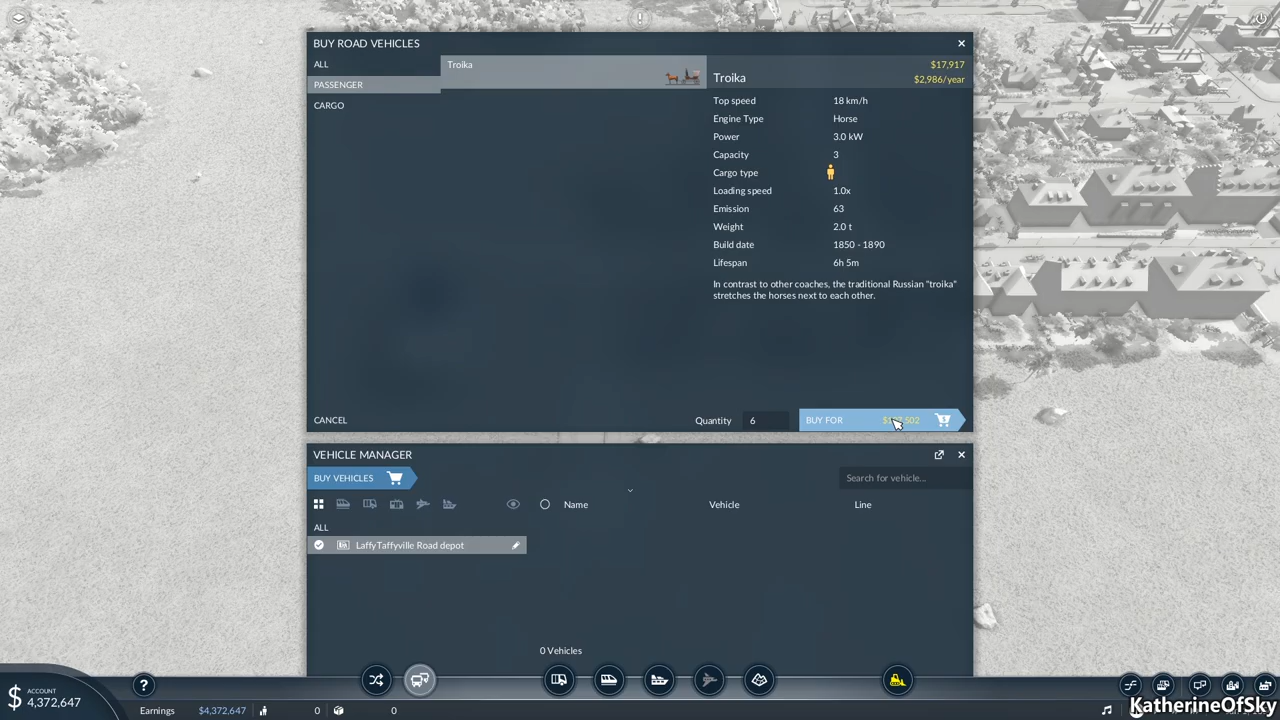 BUY ROAD VEHICLES
ALL
PASSENGER
CARGO
Troika
$17,917
Troika
$2,986/year
Top speed 18 km/h
Engine Type Horse
Power 3.0 kW
Capacity 3
Cargo type
Loading speed 1.0x
Emission 63
Weight 2.0 t
Build date 1850 - 1890
Lifespan 6h 5m
In contrast to other coaches, the traditional Russian "troika"
stretches the horses next to each other.
CANCEL
Quantity 6
BUY FOR
VEHICLE MANAGER
BUY VEHICLES
Search for vehicle...
Name Vehicle Line
ALL
LaffyTaffyville Road depot
0 Vehicles
$ ACCOUNT
4,372,647
?
Earnings $4,372,647 0 0
KatherineOfSky